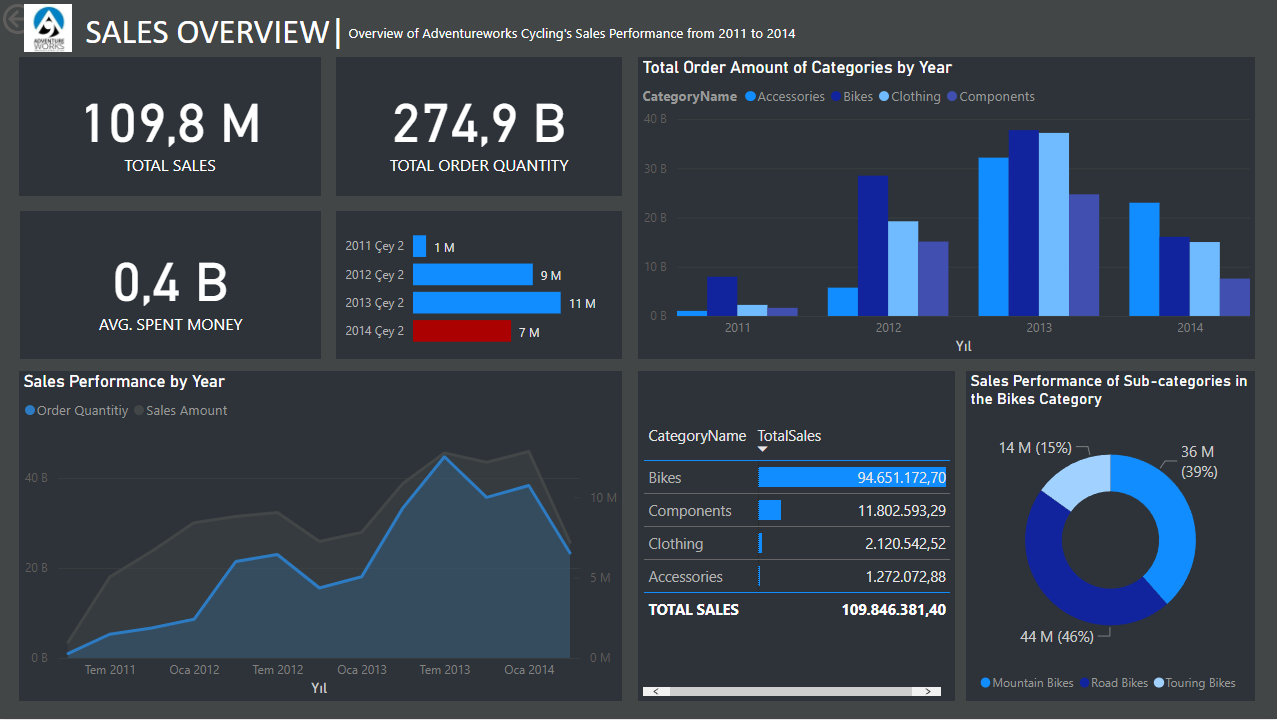 ADVENTURE
WORKS
SALES OVERVIEW
Overview of Adventureworks Cycling's Sales Performance from 2011 to 2014
109,8 M
TOTAL SALES
274,9 B
TOTAL ORDER QUANTITY
0,4 B
AVG. SPENT MONEY
2011 Çey 2 1 M
2012 Çey 2 9 M
2013 Çey 2 11 M
2014 Çey 2 7 M
Total Order Amount of Categories by Year
CategoryName Accessories Bikes Clothing Components
40 B
30 B
20 B
10 B
0 B
2011 2012 2013 2014
Yıl
Sales Performance by Year
Order Quantitiy Sales Amount
40 B
20 B
0 B
10 M
5 M
0 M
Tem 2011 Oca 2012 Tem 2012 Oca 2013 Tem 2013 Oca 2014
Yıl
CategoryName TotalSales
Bikes 94.651.172,70
Components 11.802.593,29
Clothing 2.120.542,52
Accessories 1.272.072,88
TOTAL SALES 109.846.381,40
Sales Performance of Sub-categories in
the Bikes Category
14 M (15%)
36 M
(39%)
44 M (46%)
Mountain Bikes Road Bikes Touring Bikes